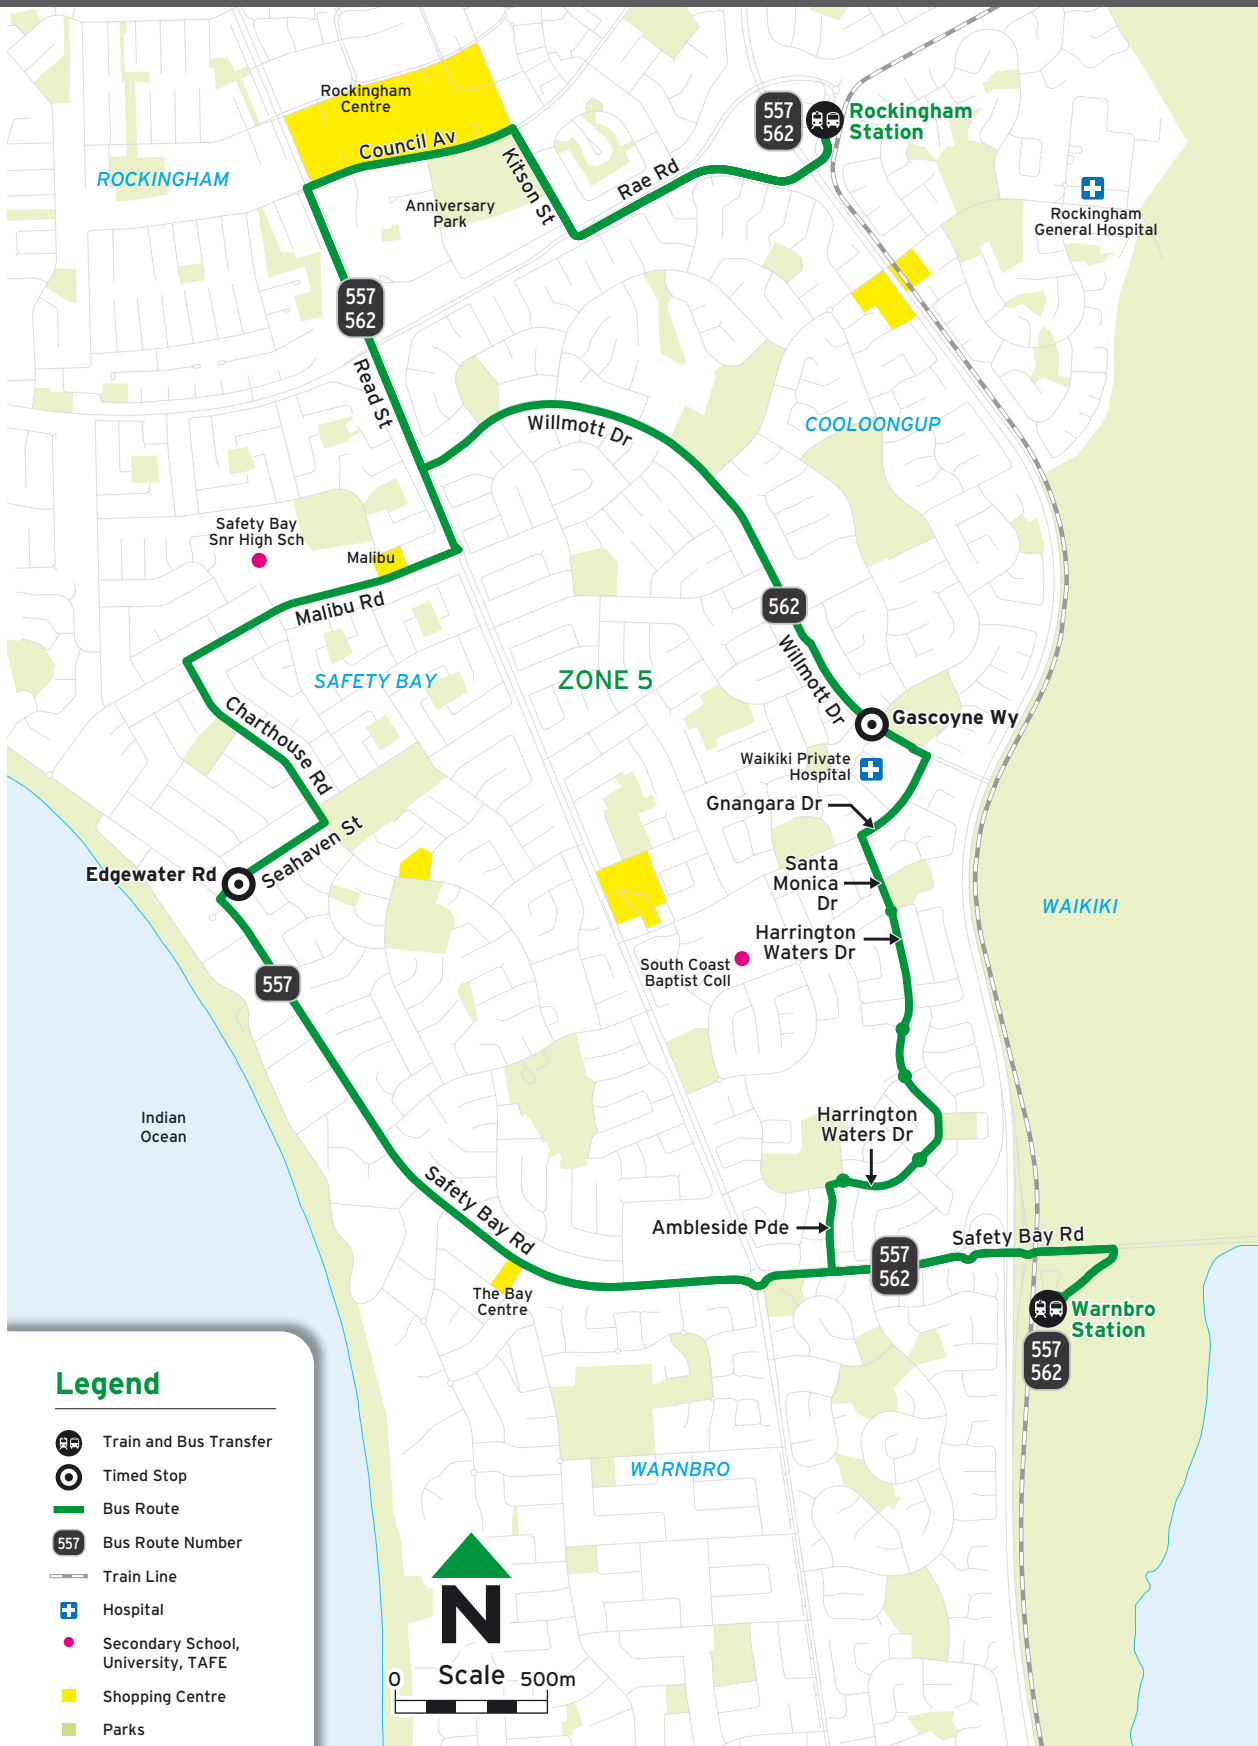 Rockingham
Centre
Council Av
557
562
Rockingham
Station
ROCKINGHAM
Kitson St
Rae Rd
Anniversary
Park
Rockingham
General Hospital
557
562
Read St
Willmott Dr
COOLOONGUP
Safety Bay
Snr High Sch
Malibu
Malibu Rd
562
Willmott Dr
SAFETY BAY
ZONE 5
Charthouse Rd
Gascoyne Wy
Waikiki Private
Hospital
Gnangara Dr
Seahaven St
Edgewater Rd
Santa
Monica
Dr
WAIKIKI
Harrington
Waters Dr
South Coast
Baptist Coll
557
Indian
Ocean
Harrington
Waters Dr
Safety Bay Rd
Ambleside Pde
Safety Bay Rd
557
562
The Bay
Centre
Warnbro
Station
557
562
WARNBRO
Legend
Train and Bus Transfer
Timed Stop
Bus Route
557
Bus Route Number
Train Line
Hospital
Secondary School,
University, TAFE
Shopping Centre
Parks
N
Scale
0
500m